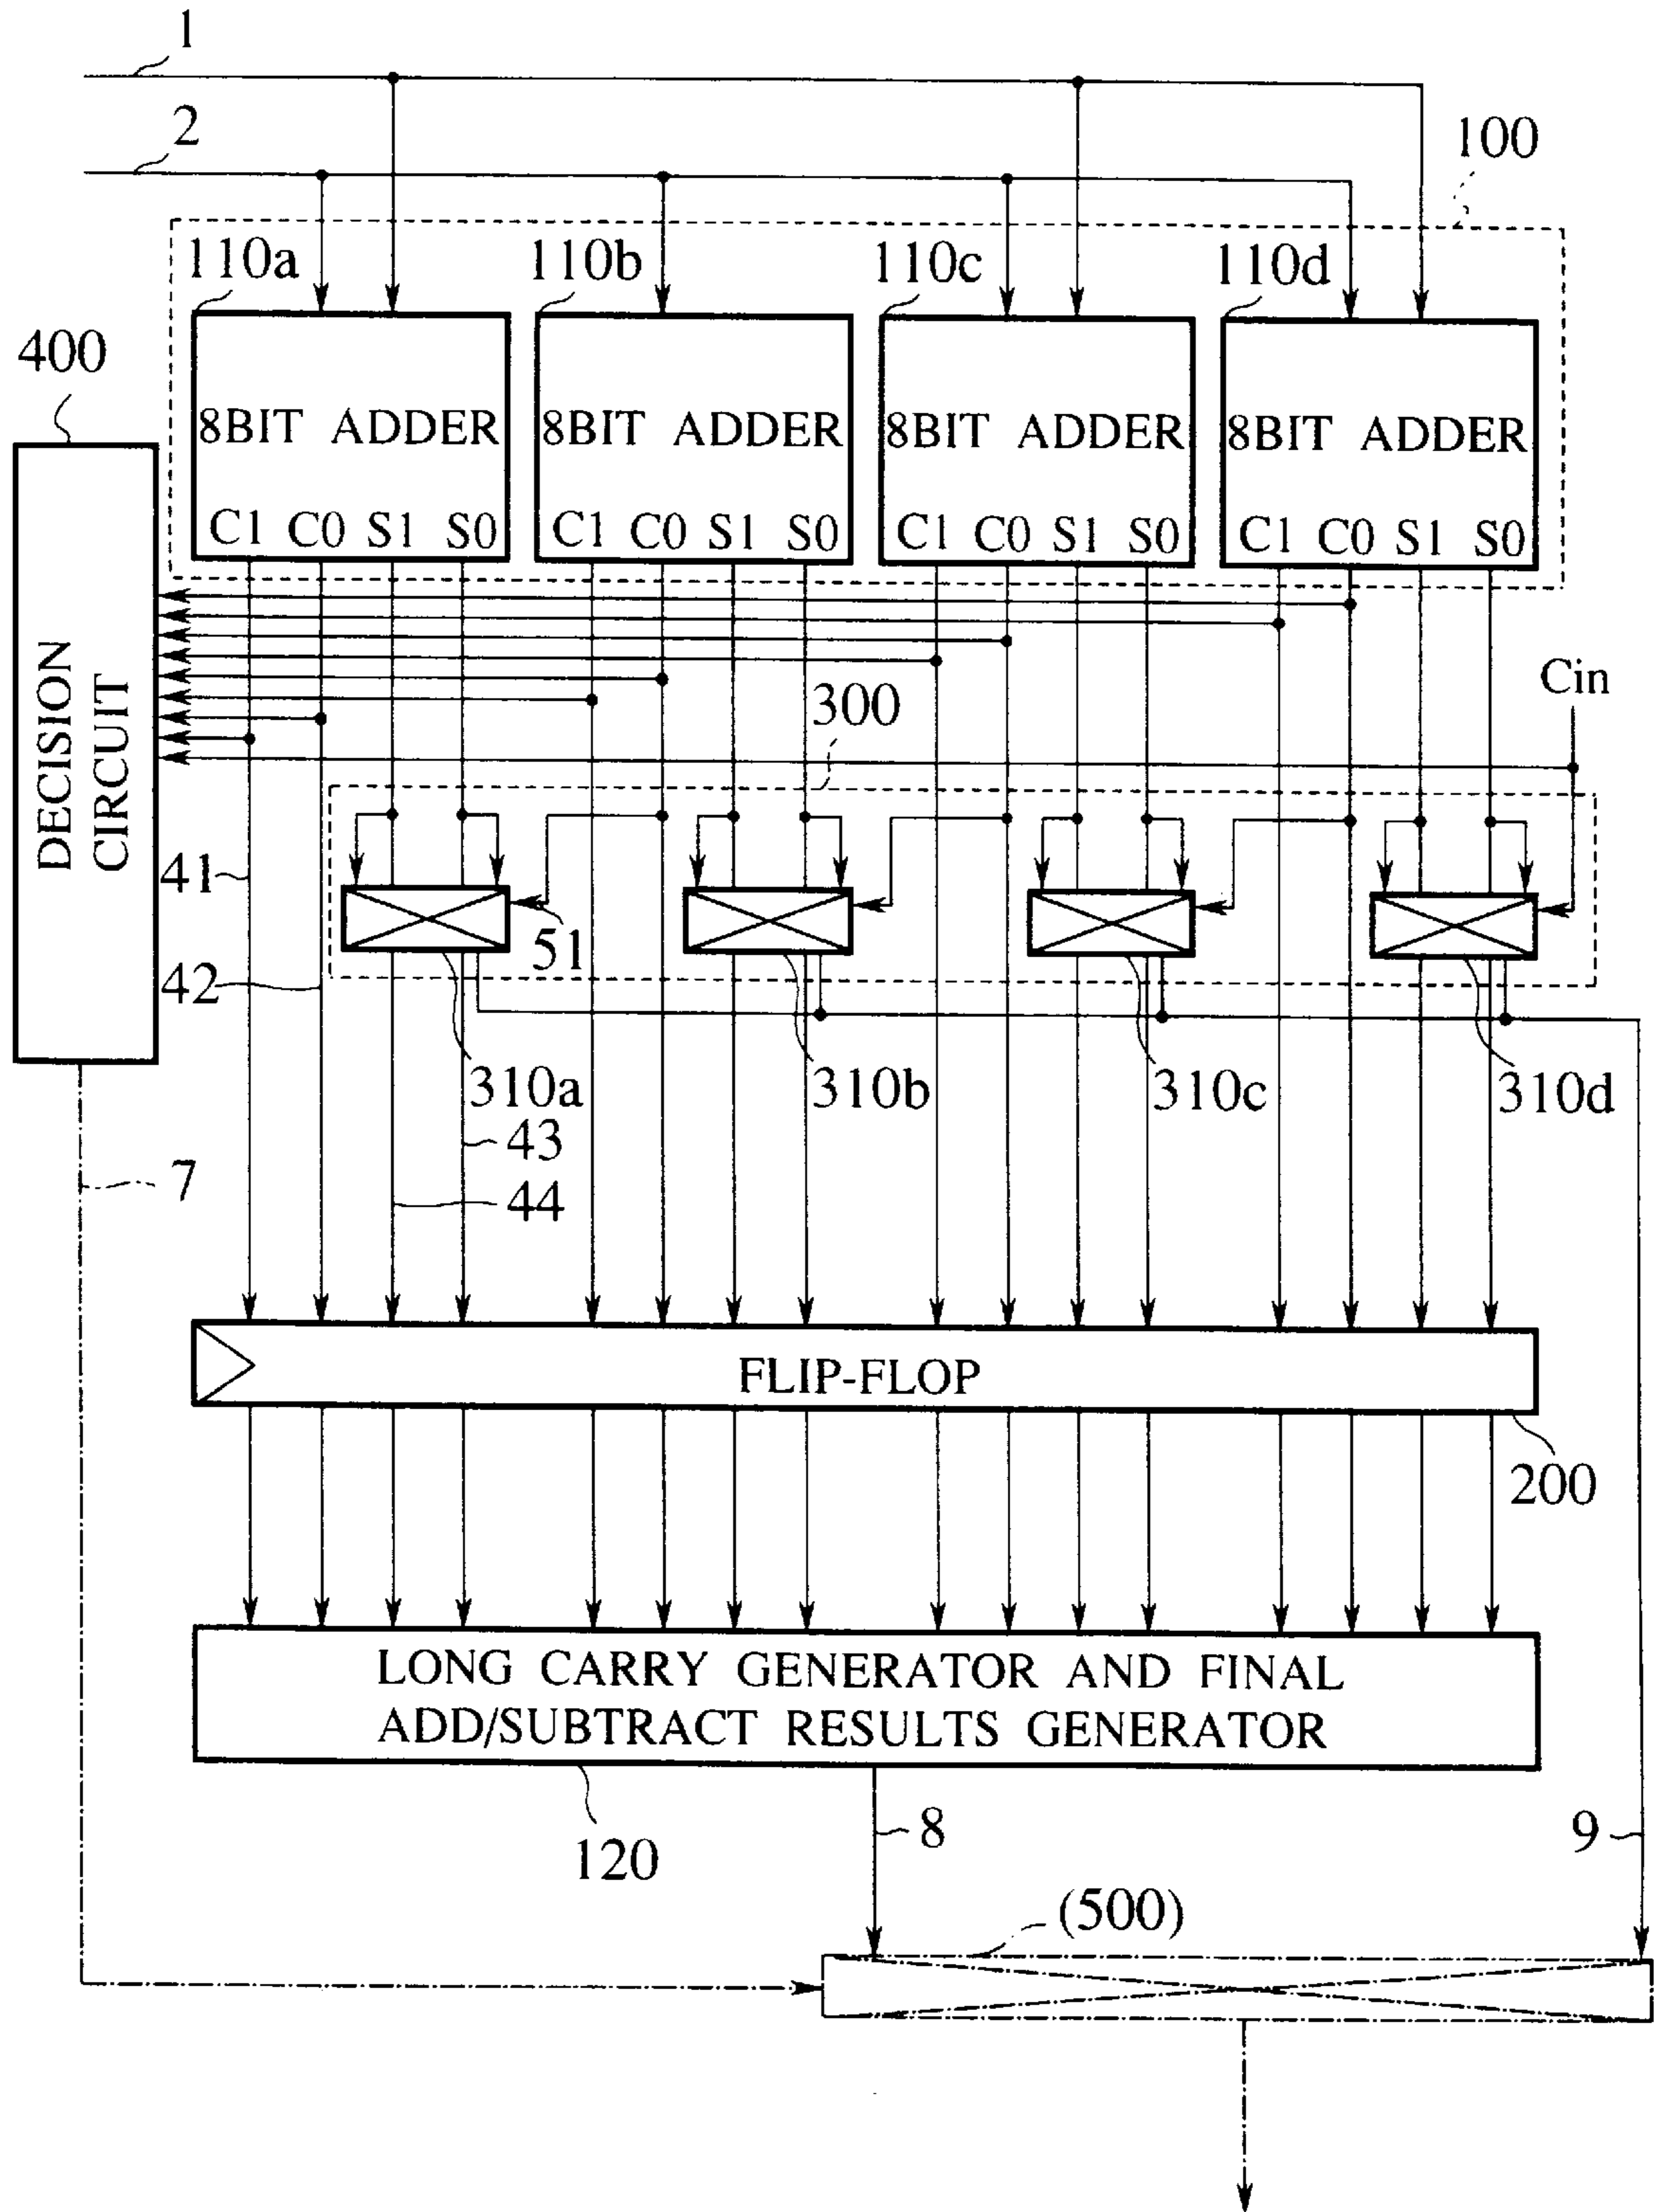 1
2
100
110a
110b
110c
110d
400
8BIT ADDER
8BIT ADDER
8BIT ADDER
8BIT ADDER
C1 C0 S1 S0
C1 C0 S1 S0
C1 C0 S1 S0
C1 C0 S1 S0
DECISION
CIRCUIT
Cin
300
41
51
42
310a
310b
310c
310d
43
7
44
FLIP-FLOP
200
LONG CARRY GENERATOR AND FINAL
ADD/SUBTRACT RESULTS GENERATOR
8
9
120
(500)